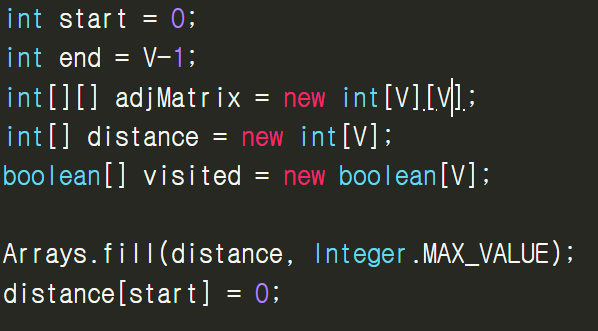 int start = 0;
int end = V-1;
int[][] adjMatrix = new int[V][V];
int[] distance = new int[V];
boolean[] visited = new boolean[V];
Arrays.fill(distance, Integer.MAX_VALUE);
distance[start] = 0;